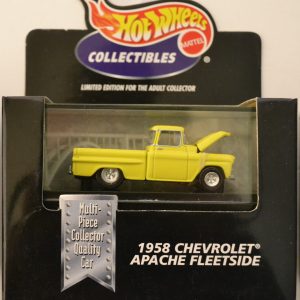 Hot Wheels
MATTEL
COLLECTIBLES
LIMITED EDITION FOR THE ADULT COLLECTOR
Multi-
Piece
Collector
Quality
Car
1958 CHEVROLET®
APACHE FLEETSIDE